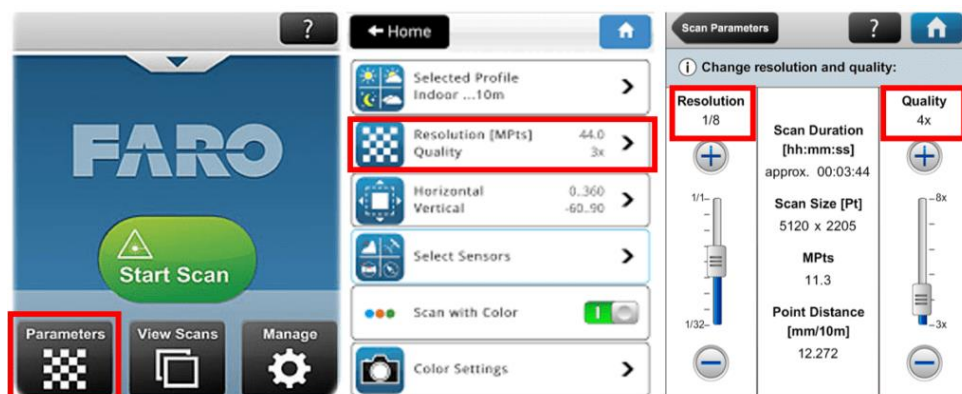 ?
FARO
Start Scan
Parameters
View Scans
Manage
Home
Selected Profile
Indoor ...10m
Resolution [MPts] 44.0
Quality 3x
Horizontal 0..360
Vertical -60..90
Select Sensors
Scan with Color
Color Settings
Scan Parameters
?
i Change resolution and quality:
Resolution
1/8
Quality
4x
Scan Duration
[hh:mm:ss]
approx. 00:03:44
Scan Size [Pt]
5120 x 2205
MPts
11.3
Point Distance
[mm/10m]
12.272
1/1
1/32
8x
3x